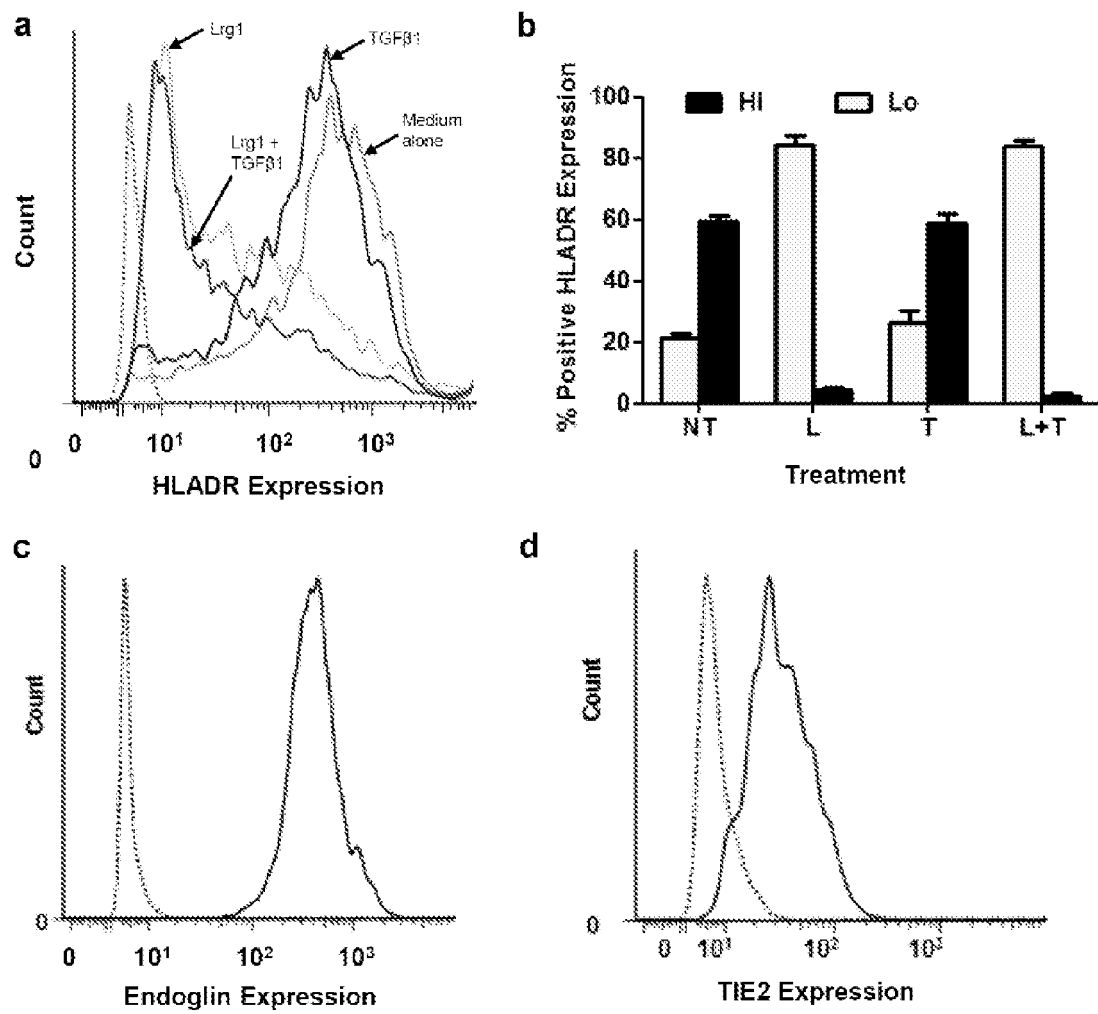 a
Lrg1
TGFβ1
Medium
alone
Lrg1 +
TGFβ1
Count
0
10¹
10²
10³
0
HLADR Expression
b
HI
Lo
% Positive HLADR Expression
100
80
60
40
20
0
NT
L
T
L+T
Treatment
c
Count
0
0
10¹
10²
10³
Endoglin Expression
d
Count
0
0
10¹
10²
10³
TIE2 Expression